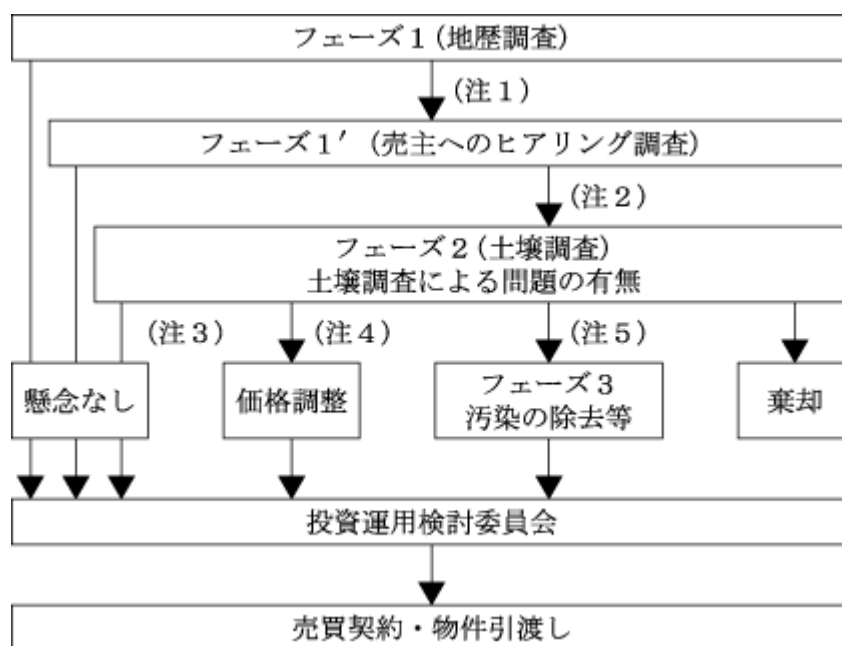 フェーズ1(地歴調査)
(注1)
フェーズ1′(売主へのヒアリング調査)
(注2)
フェーズ2(土壌調査)
土壌調査による問題の有無
(注3)
(注4)
(注5)
懸念なし
価格調整
フェーズ3
汚染の除去等
棄却
投資運用検討委員会
売買契約・物件引渡し